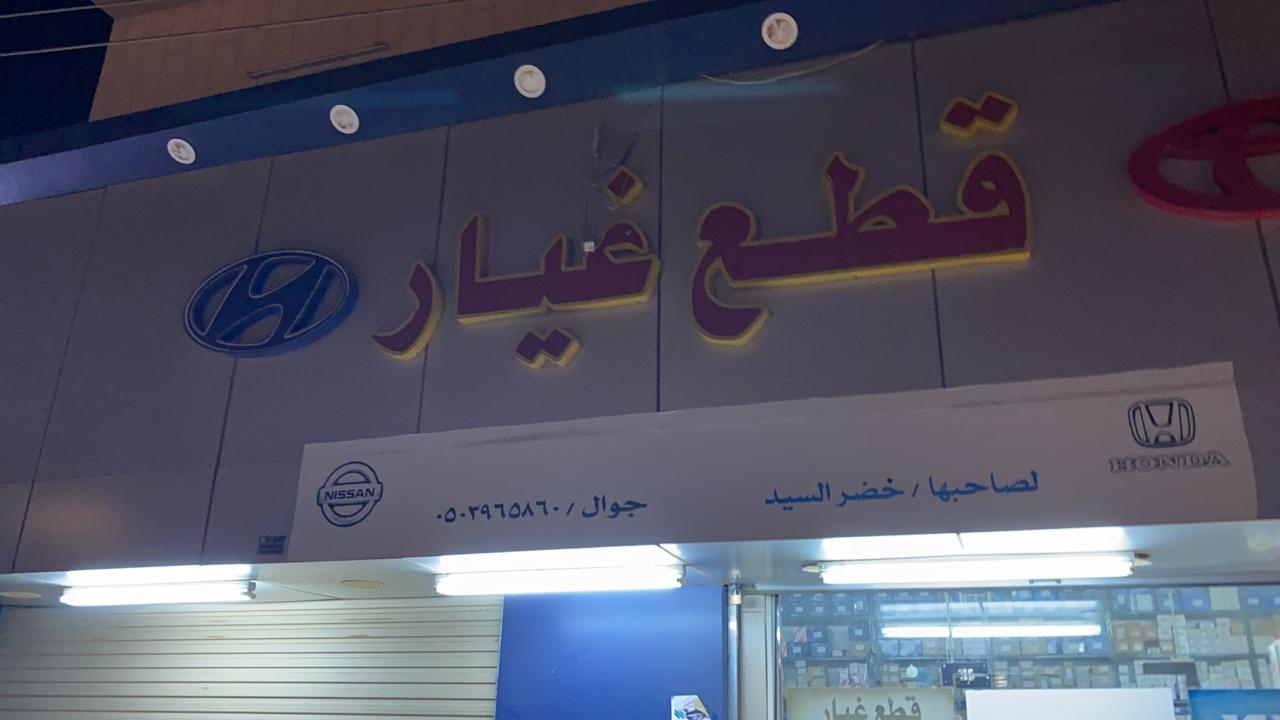 قطع غيار
HONDA
لصاحبها / خضر السيد
جوال / ٠٥٠٣٩٦٥٨٦٠
NISSAN
قطع غيار